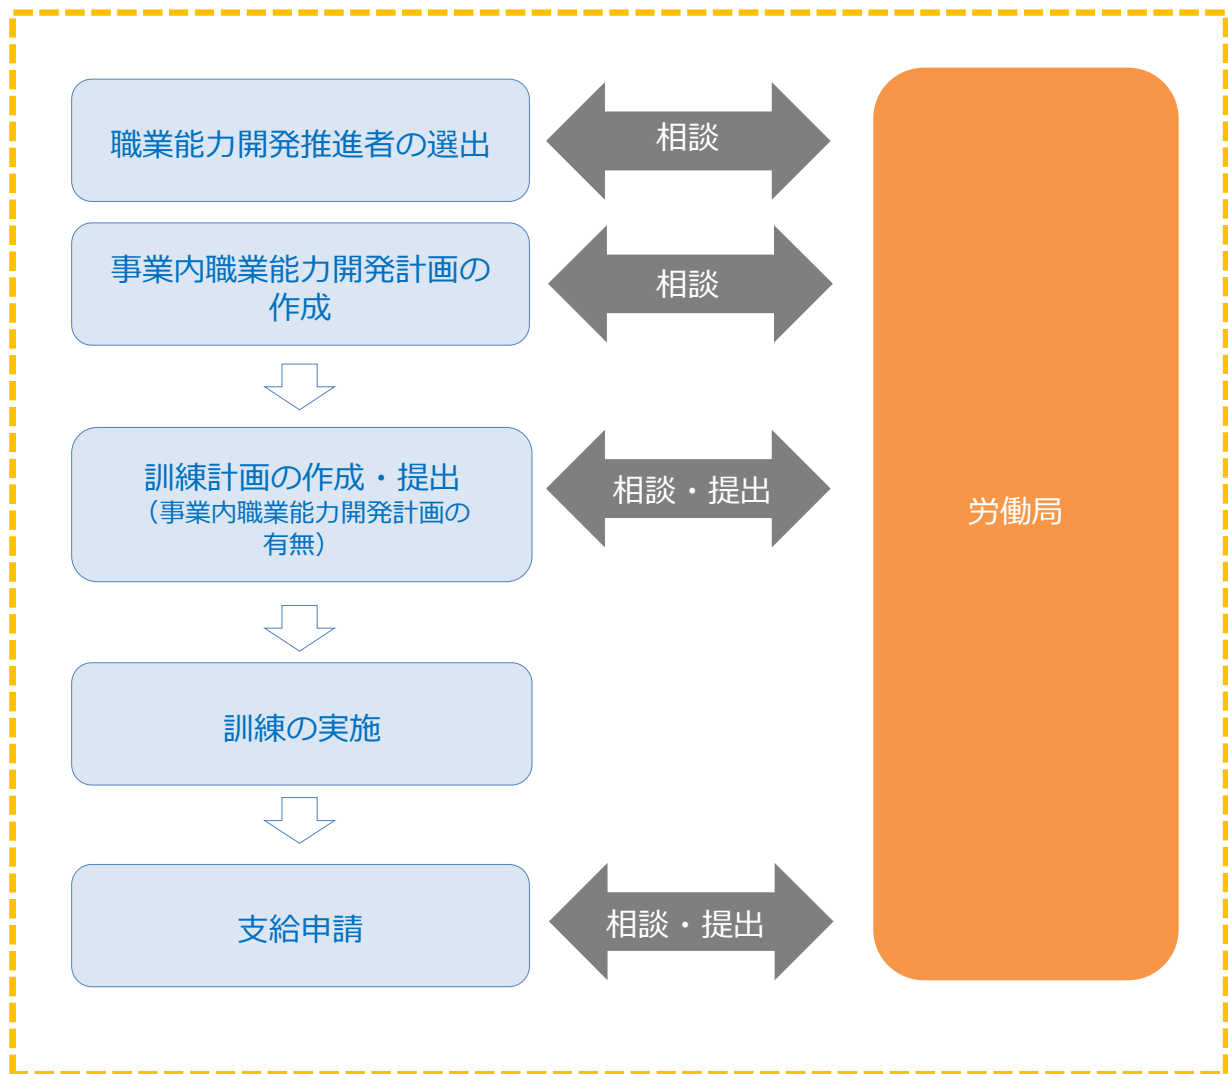 職業能力開発推進者の選出
相談
事業内職業能力開発計画の
作成
相談
訓練計画の作成・提出
（事業内職業能力開発計画の
有無）
相談・提出
労働局
訓練の実施
支給申請
相談・提出